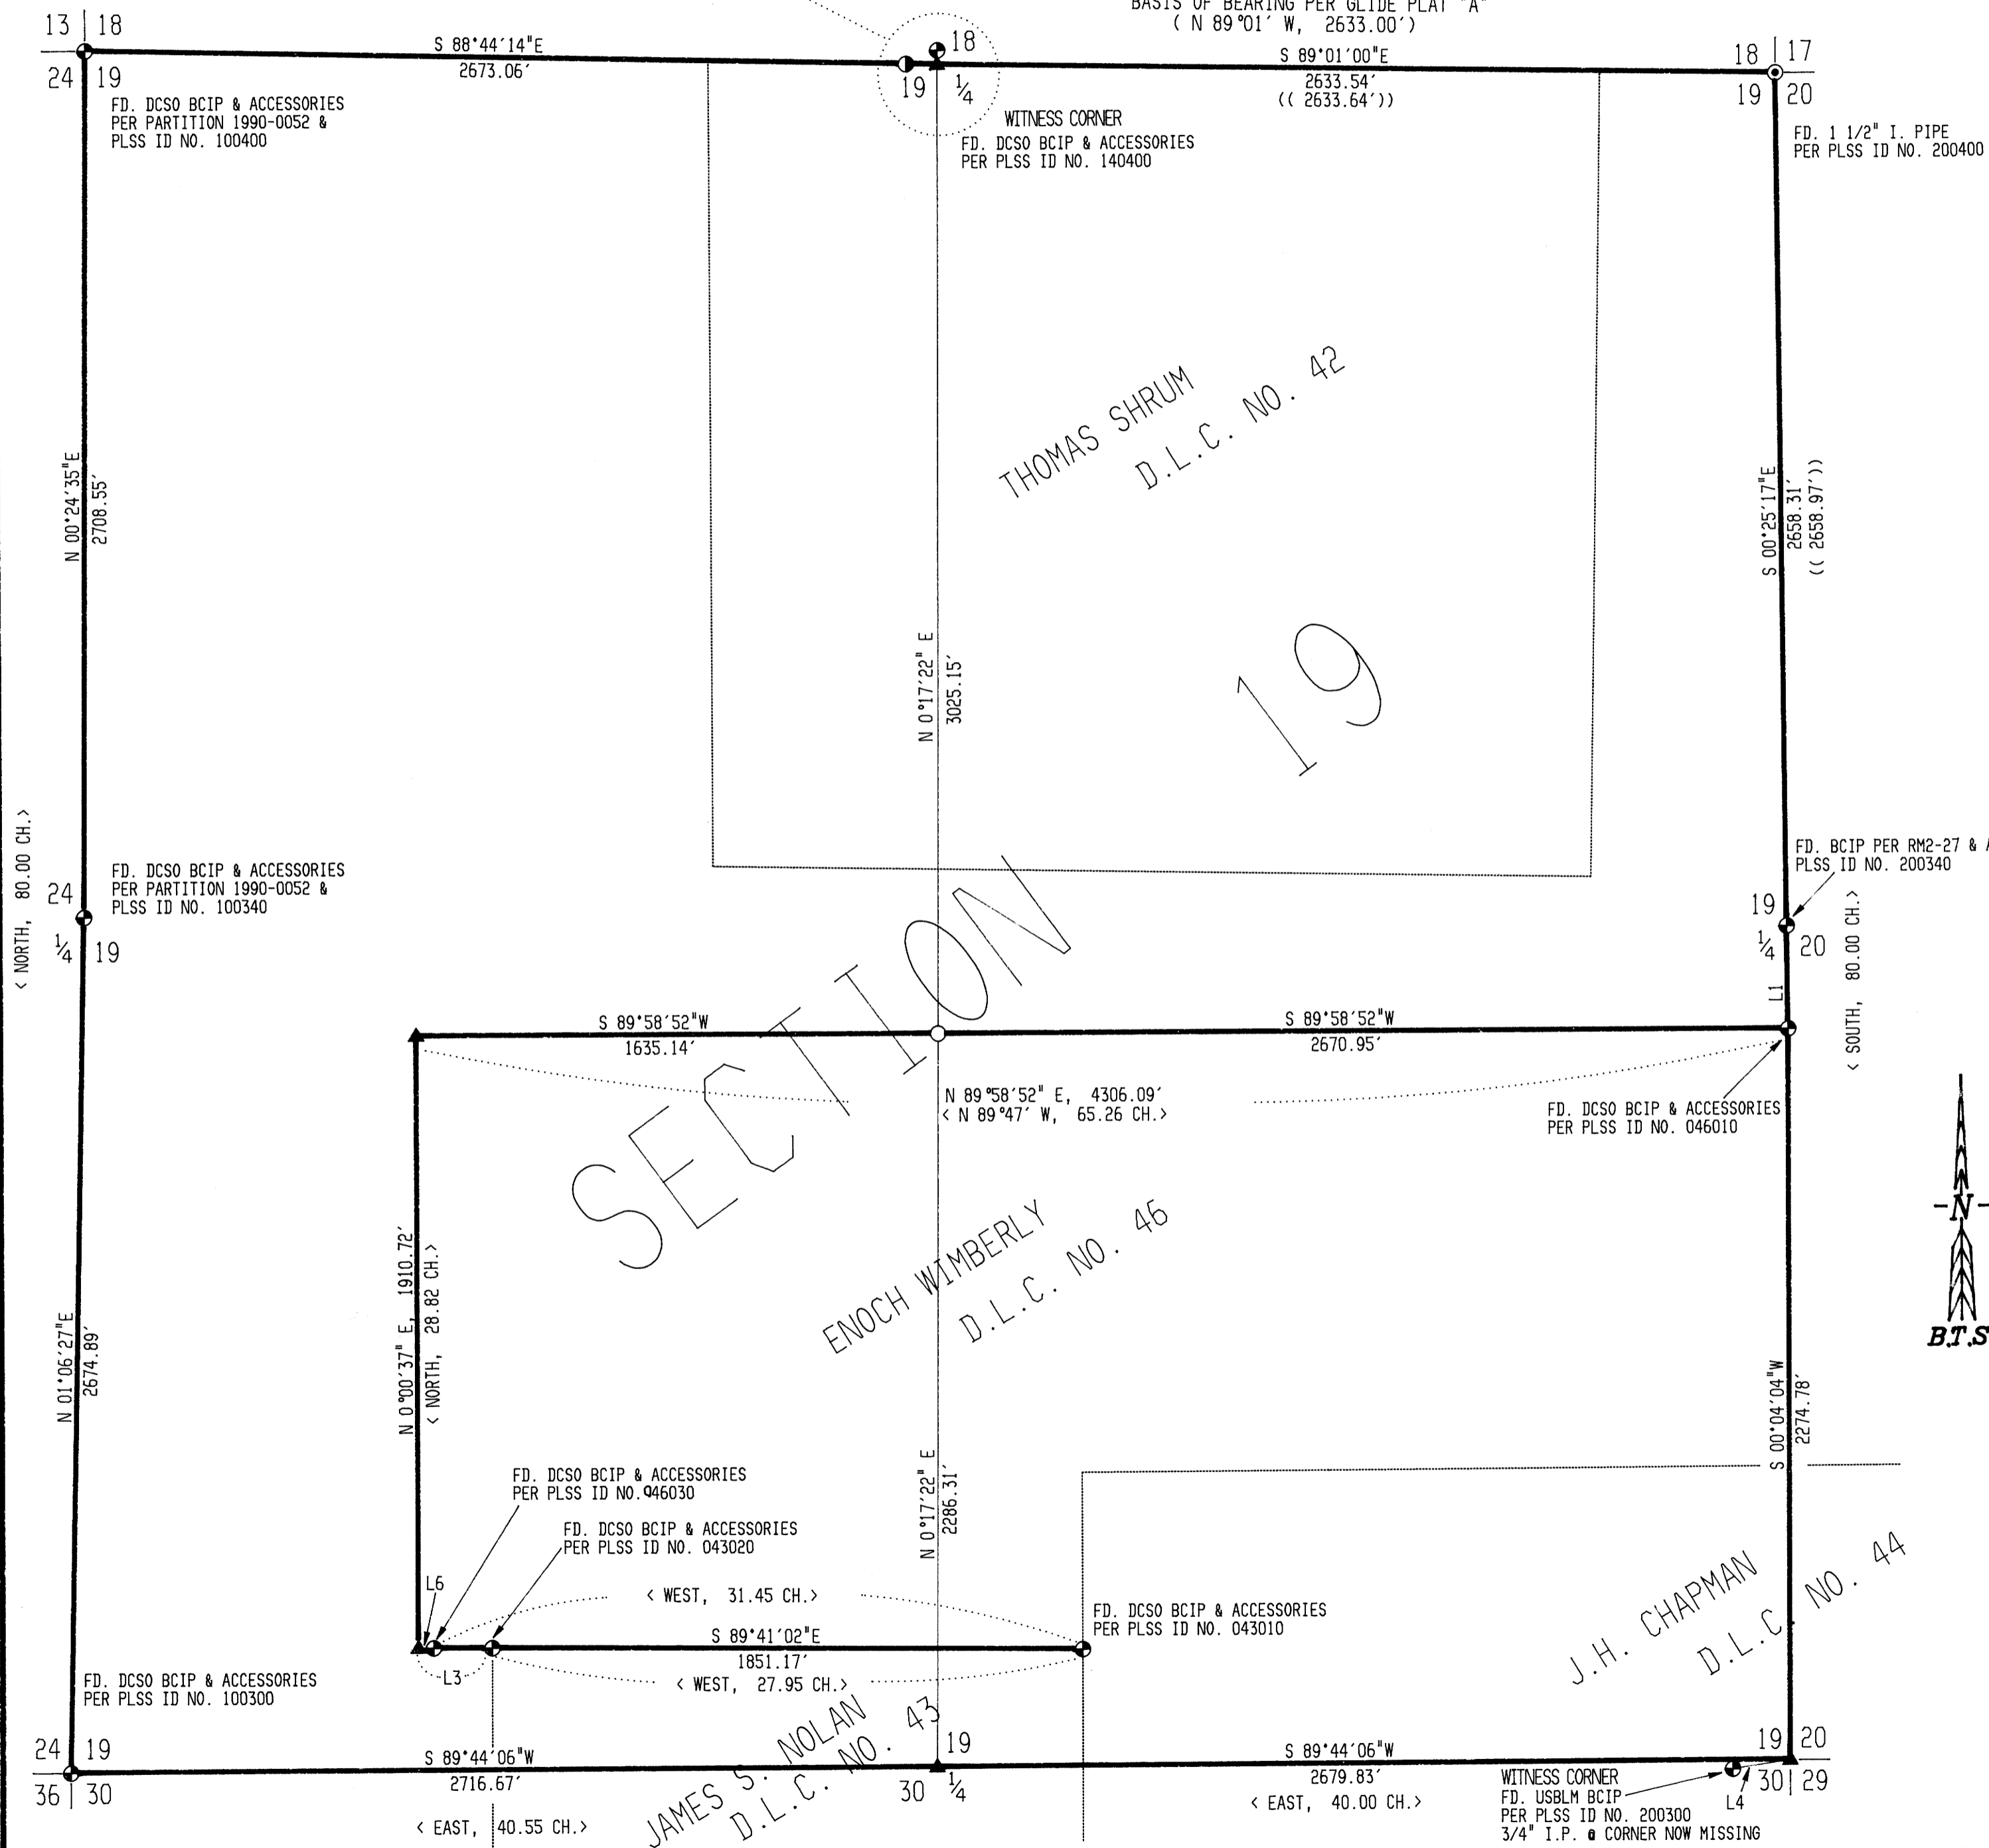 BASIS OF BEARING PER GLIDE PLAT "A"
( N 89°01' W, 2633.00')
13 | 18
24 | 19
S 88°44'14"E
2673.06'
18
19 1/4
S 89°01'00"E
2633.54'
(( 2633.64'))
18 | 17
19 | 20
FD. DCSO BCIP & ACCESSORIES
PER PARTITION 1990-0052 &
PLSS ID NO. 100400
WITNESS CORNER
FD. DCSO BCIP & ACCESSORIES
PER PLSS ID NO. 140400
FD. 1 1/2" I. PIPE
PER PLSS ID NO. 200400
THOMAS SHRUM
D.L.C. NO. 42
N 00°24'35"E
2708.55'
S 00°25'17"E
2658.31'
(( 2658.97'))
N 0°17'22" E
3025.15'
SECTION 19
< NORTH, 80.00 CH.>
FD. DCSO BCIP & ACCESSORIES
PER PARTITION 1990-0052 &
PLSS ID NO. 100340
24
1/4 19
FD. BCIP PER RM2-27 &
PLSS ID NO. 200340
19
1/4 20
< SOUTH, 80.00 CH.>
L1
S 89°58'52"W
1635.14'
S 89°58'52"W
2670.95'
N 89°58'52" E, 4306.09'
< N 89°47' W, 65.26 CH.>
FD. DCSO BCIP & ACCESSORIES
PER PLSS ID NO. 046010
-N-
B.T.S
ENOCH WIMBERLY
D.L.C. NO. 46
N 01°06'27"E
2674.89'
N 0°00'37" E, 1910.72'
< NORTH, 28.82 CH.>
S 00°04'04"W
2274.78'
N 0°17'22" E
2286.31'
FD. DCSO BCIP & ACCESSORIES
PER PLSS ID NO. 046030
FD. DCSO BCIP & ACCESSORIES
PER PLSS ID NO. 043020
L6
< WEST, 31.45 CH.>
S 89°41'02"E
1851.17'
L3
< WEST, 27.95 CH.>
FD. DCSO BCIP & ACCESSORIES
PER PLSS ID NO. 043010
J.H. CHAPMAN
D.L.C NO. 44
FD. DCSO BCIP & ACCESSORIES
PER PLSS ID NO. 100300
JAMES S. NOLAN
D.L.C. NO. 43
24 | 19
36 | 30
S 89°44'06"W
2716.67'
19
30 1/4
S 89°44'06"W
2679.83'
19 | 20
30 | 29
< EAST, 40.55 CH.>
< EAST, 40.00 CH.>
WITNESS CORNER
FD. USBLM BCIP
PER PLSS ID NO. 200300
3/4" I.P. @ CORNER NOW MISSING
L4